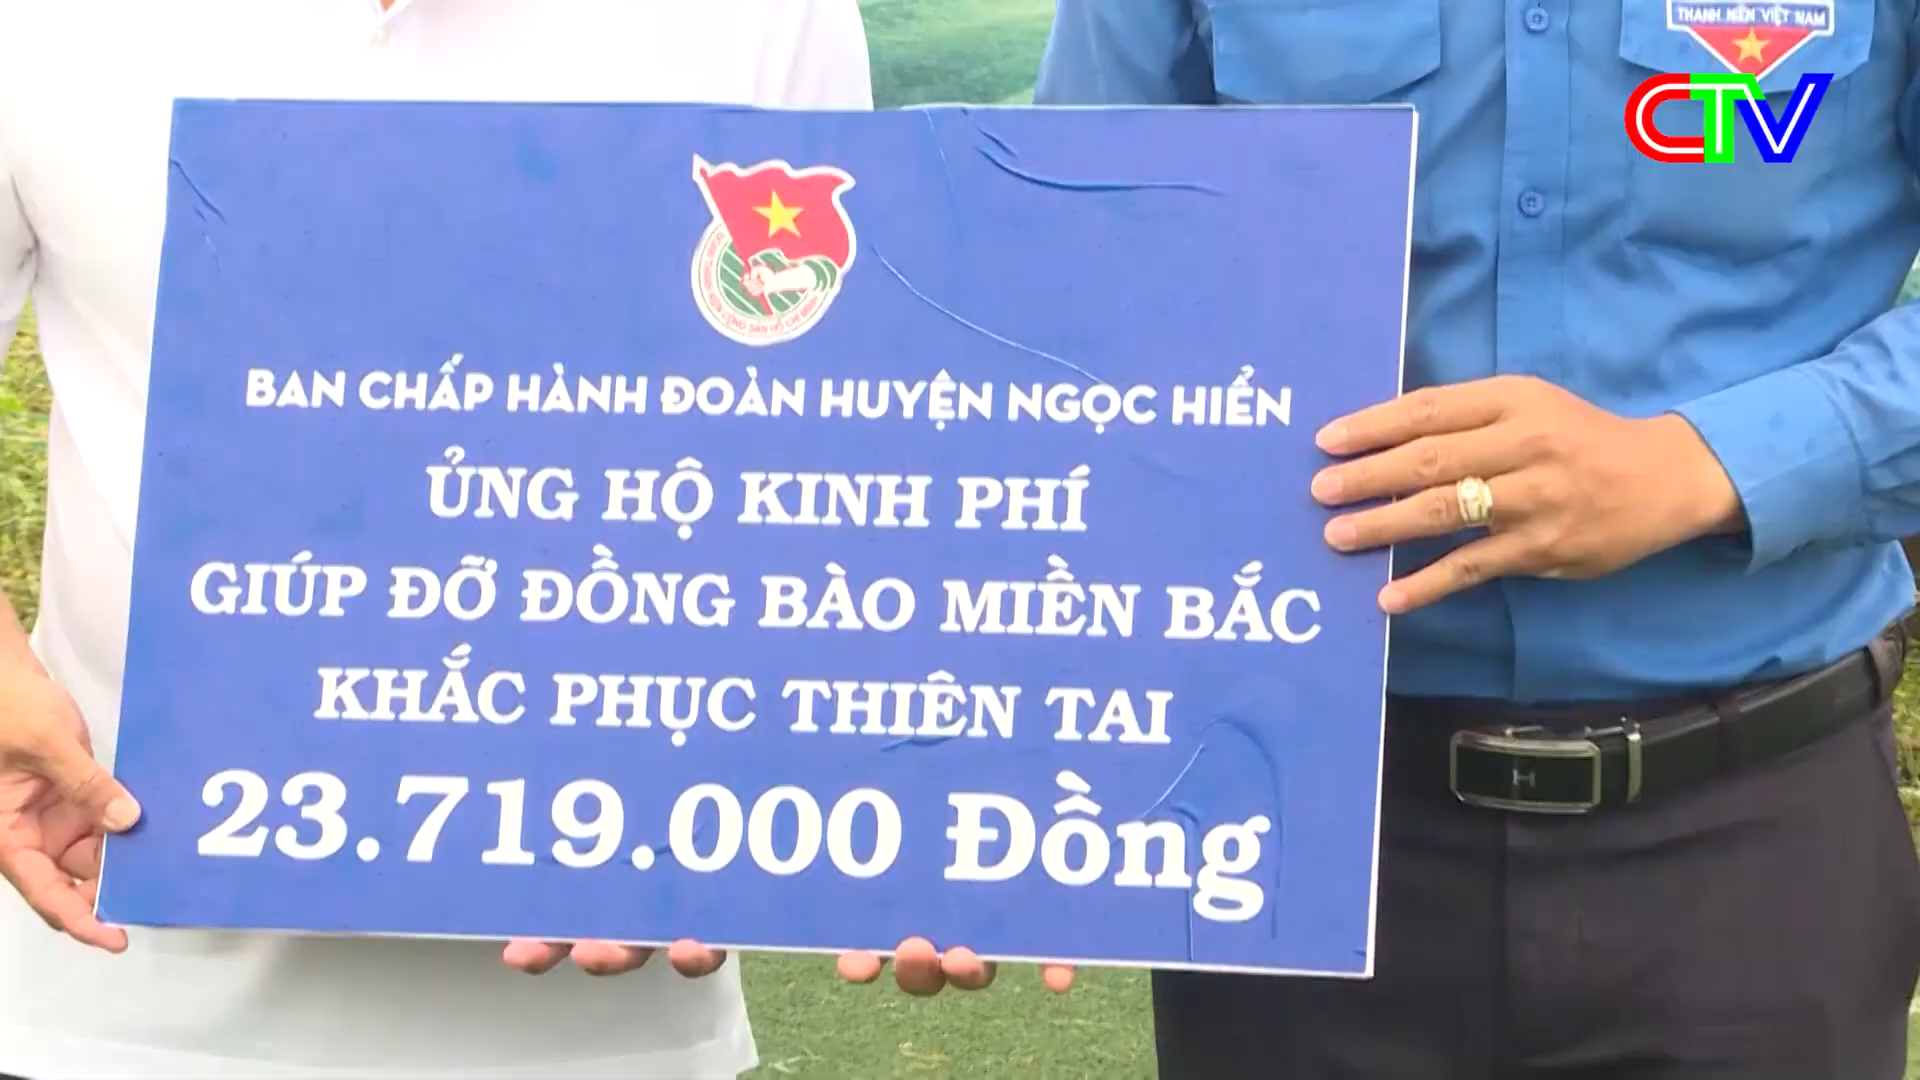 THANH NIÊN VIỆT NAM
CTV
BAN CHẤP HÀNH ĐOÀN HUYỆN NGỌC HIỂN
ỦNG HỘ KINH PHÍ
GIÚP ĐỠ ĐỒNG BÀO MIỀN BẮC
KHẮC PHỤC THIÊN TAI
23.719.000 Đồng
H